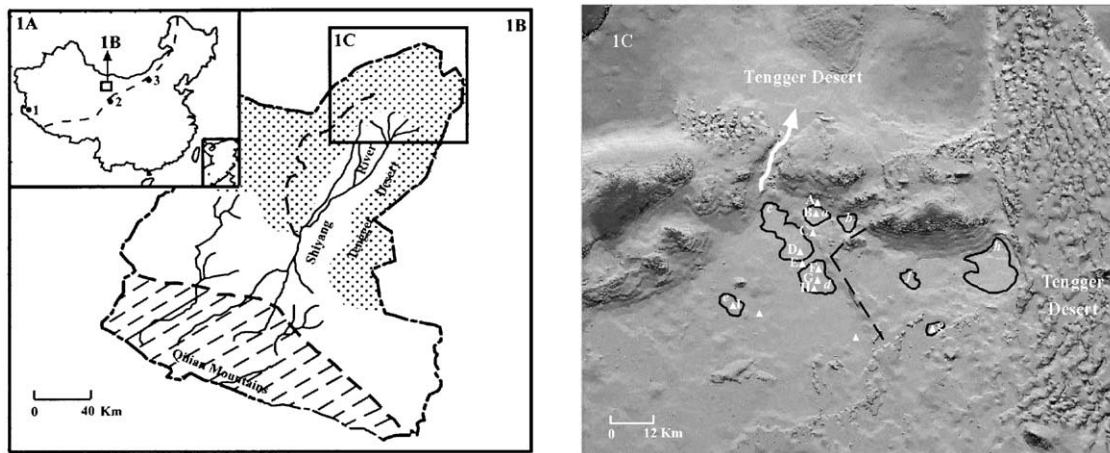 1A
1B
1
2
3
1C
1B
Shiyang
River
Tengger Desert
Qilian Mountains
0 40 Km
1C
Tengger Desert
A
B a
b
c
C
D
E F
G
H d
h
f
Tengger
Desert
0 12 Km